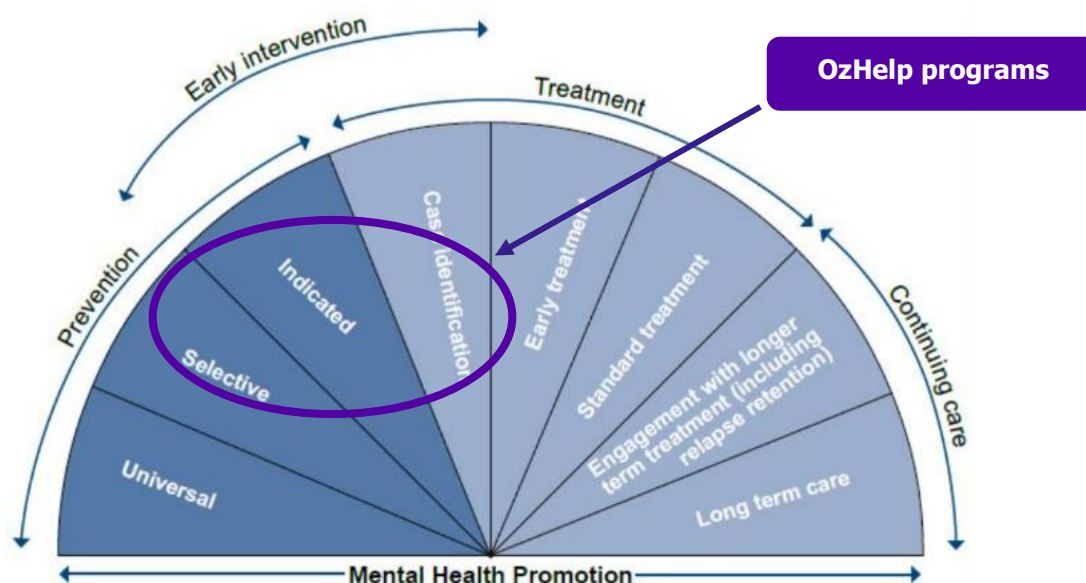 OzHelp programs
Early intervention
Treatment
Prevention
Continuing care
Universal
Selective
Indicated
Case identification
Early treatment
Standard treatment
Engagement with longer
term treatment (including
relapse retention)
Long term care
Mental Health Promotion